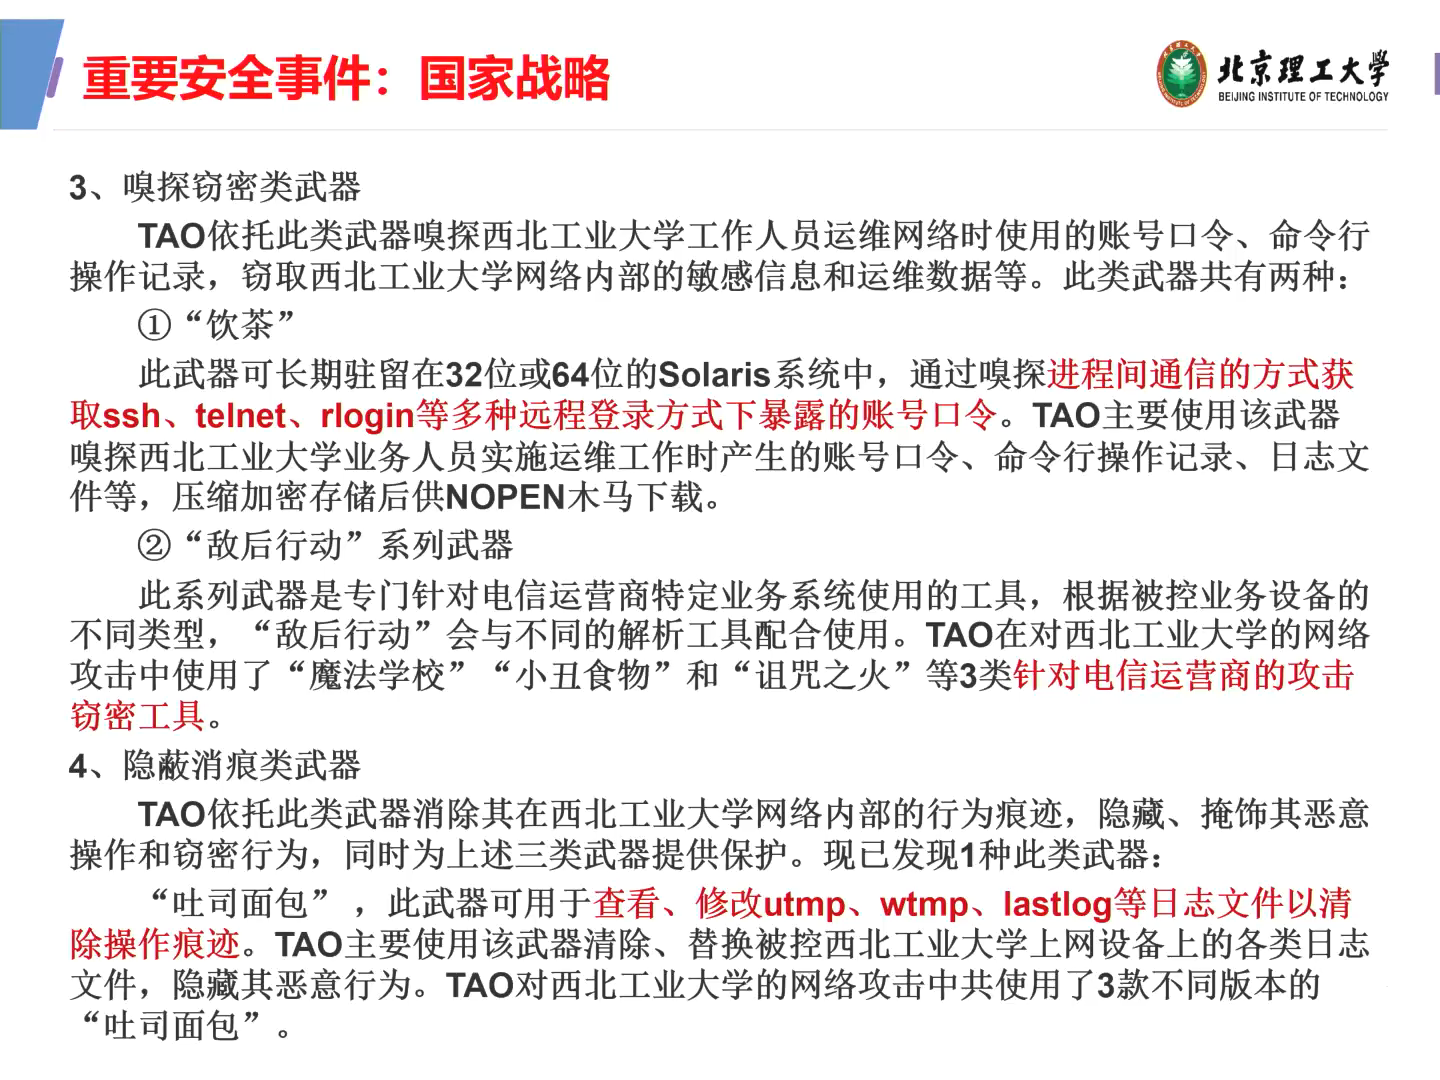 重要安全事件：国家战略
北京理工大学
BEIJING INSTITUTE OF TECHNOLOGY
3、嗅探窃密类武器
TAO依托此类武器嗅探西北工业大学工作人员运维网络时使用的账号口令、命令行
操作记录，窃取西北工业大学网络内部的敏感信息和运维数据等。此类武器共有两种：
①“饮茶”
此武器可长期驻留在32位或64位的Solaris系统中，通过嗅探进程间通信的方式获
取ssh、telnet、rlogin等多种远程登录方式下暴露的账号口令。TAO主要使用该武器
嗅探西北工业大学业务人员实施运维工作时产生的账号口令、命令行操作记录、日志文
件等，压缩加密存储后供NOPEN木马下载。
②“敌后行动”系列武器
此系列武器是专门针对电信运营商特定业务系统使用的工具，根据被控业务设备的
不同类型，“敌后行动”会与不同的解析工具配合使用。TAO在对西北工业大学的网络
攻击中使用了“魔法学校”“小丑食物”和“诅咒之火”等3类针对电信运营商的攻击
窃密工具。
4、隐蔽消痕类武器
TAO依托此类武器消除其在西北工业大学网络内部的行为痕迹，隐藏、掩饰其恶意
操作和窃密行为，同时为上述三类武器提供保护。现已发现1种此类武器：
“吐司面包” ，此武器可用于查看、修改utmp、wtmp、lastlog等日志文件以清
除操作痕迹。TAO主要使用该武器清除、替换被控西北工业大学上网设备上的各类日志
文件，隐藏其恶意行为。TAO对西北工业大学的网络攻击中共使用了3款不同版本的
“吐司面包”。